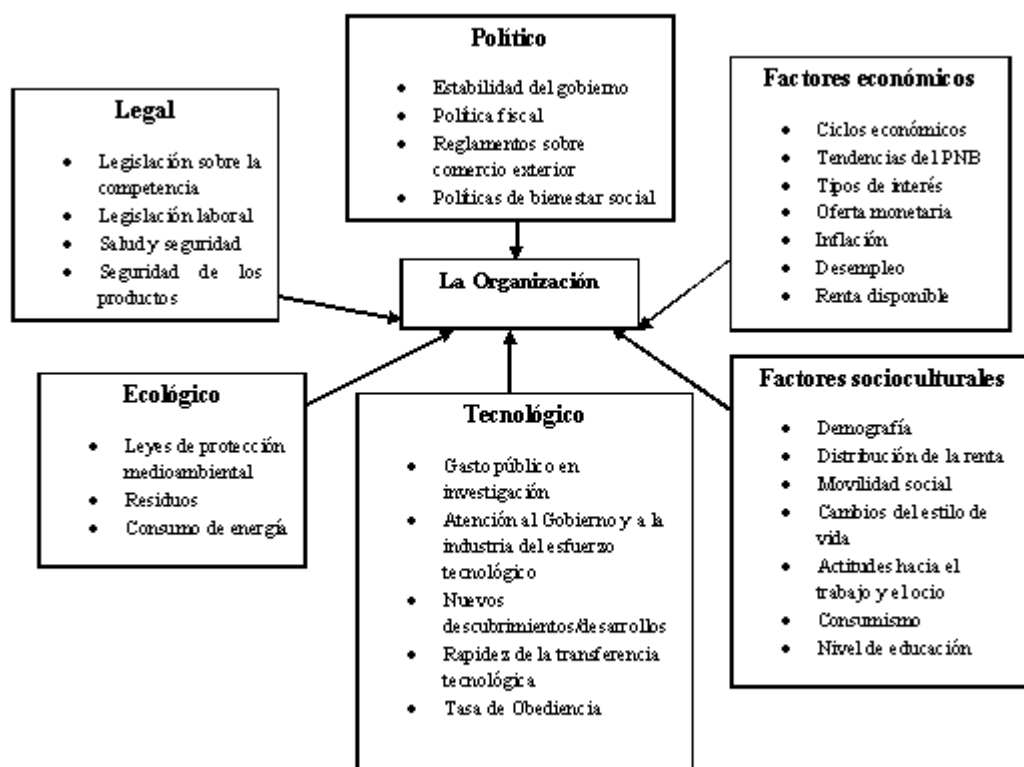 Político
• Estabilidad del gobierno
• Política fiscal
• Reglamentos sobre
comercio exterior
• Políticas de bienestar social
Legal
• Legislación sobre la
competencia
• Legislación laboral
• Salud y seguridad
• Seguridad de los
productos
Factores económicos
• Ciclos económicos
• Tendencias del PNB
• Tipos de interés
• Oferta monetaria
• Inflación
• Desempleo
• Renta disponible
La Organización
Ecológico
• Leyes de protección
medioambiental
• Residuos
• Consumo de energía
Tecnológico
• Gasto público en
investigación
• Atención al Gobierno y a la
industria del esfuerzo
tecnológico
• Nuevos
descubrimientos/desarrollos
• Rapidez de la transferencia
tecnológica
• Tasa de Obediencia
Factores socioculturales
• Demografía
• Distribución de la renta
• Movilidad social
• Cambios del estilo de
vida
• Actitudes hacia el
trabajo y el ocio
• Consumismo
• Nivel de educación